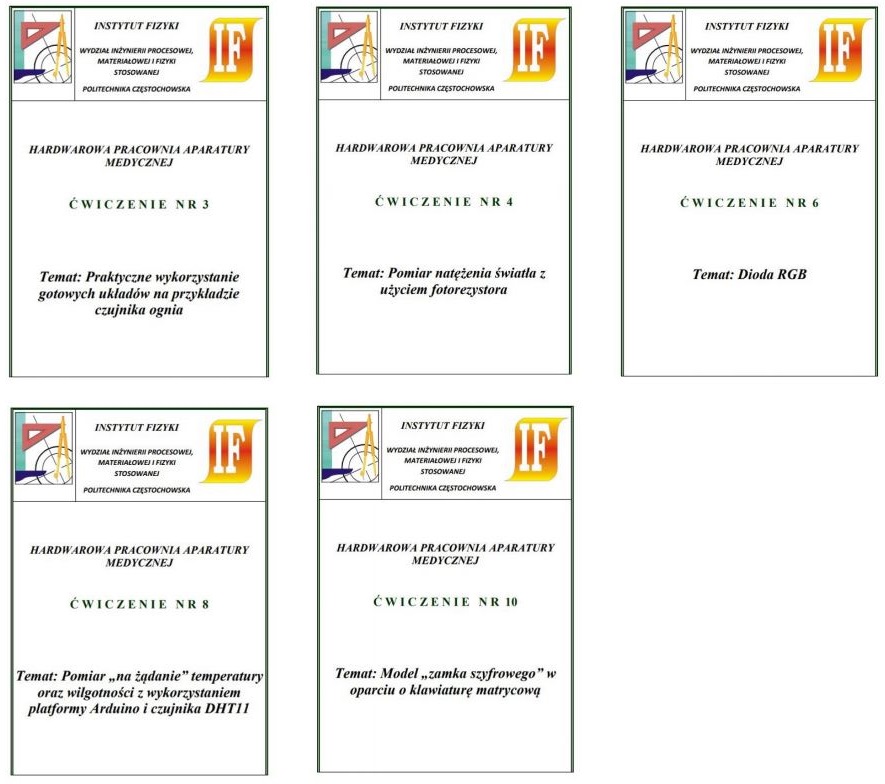 INSTYTUT FIZYKI
WYDZIAŁ INŻYNIERII PROCESOWEJ,
MATERIAŁOWEJ I FIZYKI
STOSOWANEJ
POLITECHNIKA CZĘSTOCHOWSKA
IF
HARDWAROWA PRACOWNIA APARATURY
MEDYCZNEJ
ĆWICZENIE NR 3
Temat: Praktyczne wykorzystanie
gotowych układów na przykładzie
czujnika ognia
INSTYTUT FIZYKI
WYDZIAŁ INŻYNIERII PROCESOWEJ,
MATERIAŁOWEJ I FIZYKI
STOSOWANEJ
POLITECHNIKA CZĘSTOCHOWSKA
IF
HARDWAROWA PRACOWNIA APARATURY
MEDYCZNEJ
ĆWICZENIE NR 4
Temat: Pomiar natężenia światła z
użyciem fotorezystora
INSTYTUT FIZYKI
WYDZIAŁ INŻYNIERII PROCESOWEJ,
MATERIAŁOWEJ I FIZYKI
STOSOWANEJ
POLITECHNIKA CZĘSTOCHOWSKA
IF
HARDWAROWA PRACOWNIA APARATURY
MEDYCZNEJ
ĆWICZENIE NR 6
Temat: Dioda RGB
INSTYTUT FIZYKI
WYDZIAŁ INŻYNIERII PROCESOWEJ,
MATERIAŁOWEJ I FIZYKI
STOSOWANEJ
POLITECHNIKA CZĘSTOCHOWSKA
IF
HARDWAROWA PRACOWNIA APARATURY
MEDYCZNEJ
ĆWICZENIE NR 8
Temat: Pomiar „na żądanie” temperatury
oraz wilgotności z wykorzystaniem
platformy Arduino i czujnika DHT11
INSTYTUT FIZYKI
WYDZIAŁ INŻYNIERII PROCESOWEJ,
MATERIAŁOWEJ I FIZYKI
STOSOWANEJ
POLITECHNIKA CZĘSTOCHOWSKA
IF
HARDWAROWA PRACOWNIA APARATURY
MEDYCZNEJ
ĆWICZENIE NR 10
Temat: Model „zamka szyfrowego” w
oparciu o klawiaturę matrycową